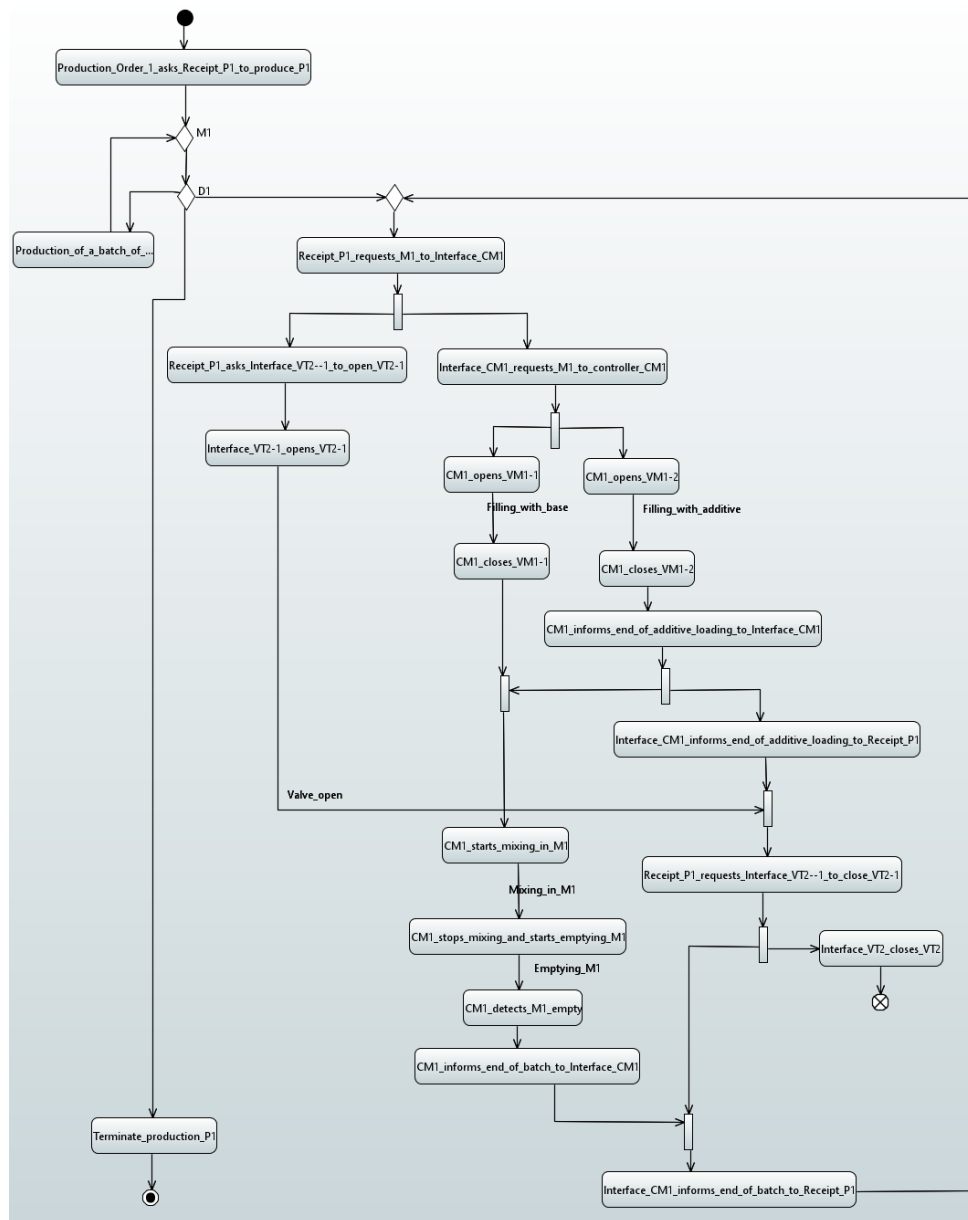 Production_Order_1_asks_Receipt_P1_to_produce_P1
M1
D1
Production_of_a_batch_of_...
Receipt_P1_requests_M1_to_Interface_CM1
Receipt_P1_asks_Interface_VT2--1_to_open_VT2-1
Interface_CM1_requests_M1_to_controller_CM1
Interface_VT2-1_opens_VT2-1
CM1_opens_VM1-1
CM1_opens_VM1-2
Filling_with_base
Filling_with_additive
CM1_closes_VM1-1
CM1_closes_VM1-2
CM1_informs_end_of_additive_loading_to_Interface_CM1
Interface_CM1_informs_end_of_additive_loading_to_Receipt_P1
Valve_open
CM1_starts_mixing_in_M1
Receipt_P1_requests_Interface_VT2--1_to_close_VT2-1
Mixing_in_M1
CM1_stops_mixing_and_starts_emptying_M1
Interface_VT2_closes_VT2
Emptying_M1
CM1_detects_M1_empty
CM1_informs_end_of_batch_to_Interface_CM1
Terminate_production_P1
Interface_CM1_informs_end_of_batch_to_Receipt_P1